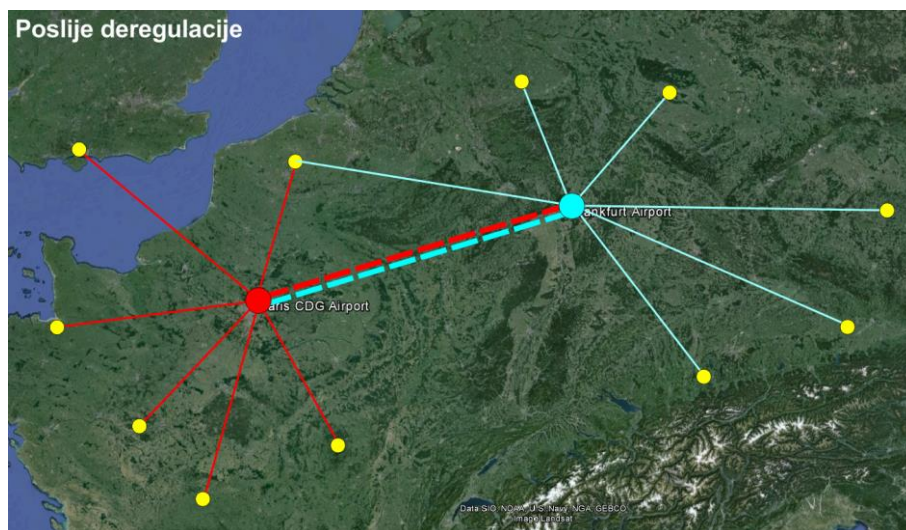 Poslije deregulacije
ankfurt Airport
aris CDG Airport
Data SIO, NOAA, U.S. Navy, NGA, GEBCO
Image Landsat